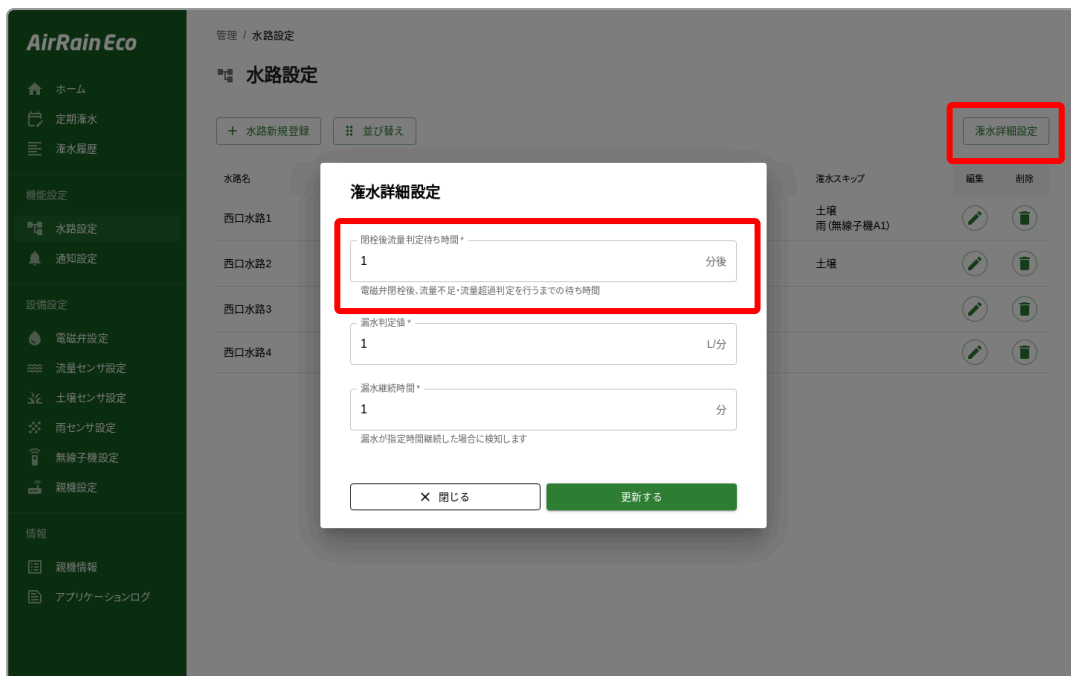 AirRain Eco
ホーム
定期潅水
潅水履歴
機能設定
水路設定
通知設定
設備設定
電磁弁設定
流量センサ設定
土壌センサ設定
雨センサ設定
無線子機設定
親機設定
情報
親機情報
アプリケーションログ
管理 / 水路設定
水路設定
+ 水路新規登録
並び替え
潅水詳細設定
水路名
潅水スキップ
編集
削除
西口水路1
土壌
雨(無線子機A1)
西口水路2
土壌
西口水路3
西口水路4
潅水詳細設定
閉栓後流量判定待ち時間*
1 分後
電磁弁閉栓後、流量不足・流量超過判定を行うまでの待ち時間
漏水判定値*
1 L/分
漏水継続時間*
1 分
漏水が指定時間継続した場合に検知します
× 閉じる
更新する